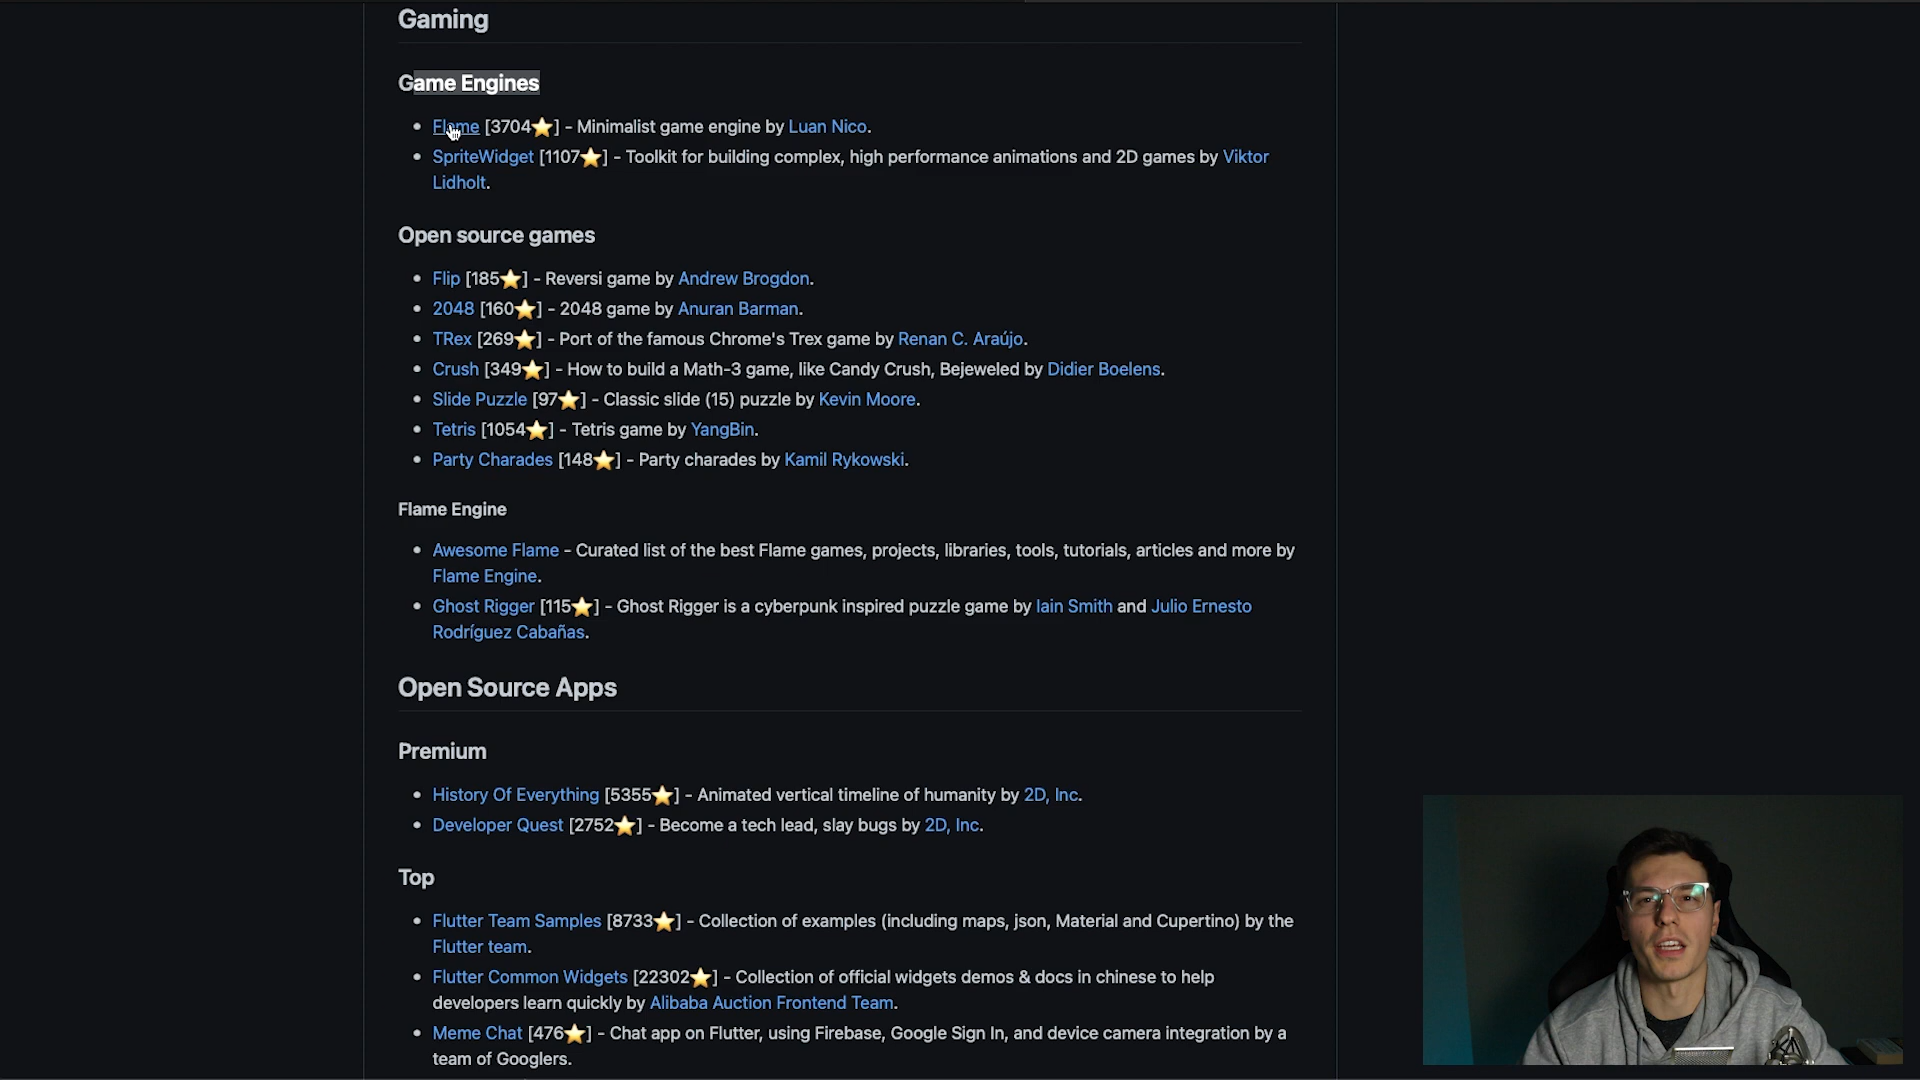 Gaming
Game Engines
Flame [3704⭐] - Minimalist game engine by Luan Nico.
SpriteWidget [1107⭐] - Toolkit for building complex, high performance animations and 2D games by Viktor
Lidholt.
Open source games
Flip [185⭐] - Reversi game by Andrew Brogdon.
2048 [160⭐] - 2048 game by Anuran Barman.
TRex [269⭐] - Port of the famous Chrome's Trex game by Renan C. Araújo.
Crush [349⭐] - How to build a Math-3 game, like Candy Crush, Bejeweled by Didier Boelens.
Slide Puzzle [97⭐] - Classic slide (15) puzzle by Kevin Moore.
Tetris [1054⭐] - Tetris game by YangBin.
Party Charades [148⭐] - Party charades by Kamil Rykowski.
Flame Engine
Awesome Flame - Curated list of the best Flame games, projects, libraries, tools, tutorials, articles and more by
Flame Engine.
Ghost Rigger [115⭐] - Ghost Rigger is a cyberpunk inspired puzzle game by Iain Smith and Julio Ernesto
Rodríguez Cabañas.
Open Source Apps
Premium
History Of Everything [5355⭐] - Animated vertical timeline of humanity by 2D, Inc.
Developer Quest [2752⭐] - Become a tech lead, slay bugs by 2D, Inc.
Top
Flutter Team Samples [8733⭐] - Collection of examples (including maps, json, Material and Cupertino) by the
Flutter team.
Flutter Common Widgets [22302⭐] - Collection of official widgets demos & docs in chinese to help
developers learn quickly by Alibaba Auction Frontend Team.
Meme Chat [476⭐] - Chat app on Flutter, using Firebase, Google Sign In, and device camera integration by a
team of Googlers.